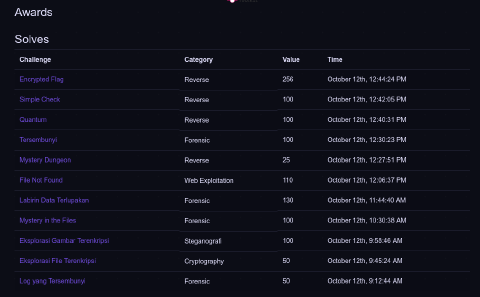 Awards
Solves
Challenge Category Value Time
Encrypted Flag Reverse 256 October 12th, 12:44:24 PM
Simple Check Reverse 100 October 12th, 12:42:05 PM
Quantum Reverse 100 October 12th, 12:40:31 PM
Tersembunyi Forensic 100 October 12th, 12:30:23 PM
Mystery Dungeon Reverse 25 October 12th, 12:27:51 PM
File Not Found Web Exploitation 110 October 12th, 12:06:37 PM
Labirin Data Terlupakan Forensic 130 October 12th, 11:44:40 AM
Mystery in the Files Forensic 100 October 12th, 10:30:38 AM
Eksplorasi Gambar Terenkripsi Steganografi 100 October 12th, 9:58:46 AM
Eksplorasi File Terenkripsi Cryptography 50 October 12th, 9:45:24 AM
Log yang Tersembunyi Forensic 50 October 12th, 9:12:44 AM